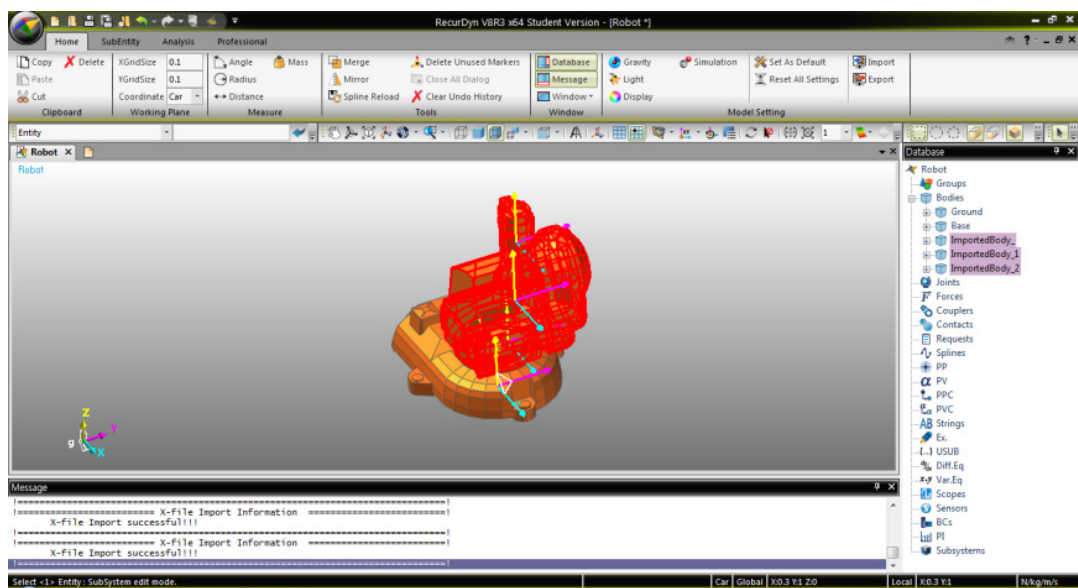 RecurDyn V8R3 x64 Student Version - [Robot *]
Home SubEntity Analysis Professional
Copy Delete XGridSize 0.1 Angle Mass Merge Delete Unused Markers Database Gravity Simulation Set As Default Import
Paste YGridSize 0.1 Radius Mirror Close All Dialog Message Light Reset All Settings Export
Cut Coordinate Car Distance Spline Reload Clear Undo History Window Display
Clipboard Working Plane Measure Tools Window Model Setting
Entity 1
Robot Database
Robot
Z
Y
X
g
Robot
Groups
Bodies
Ground
Base
ImportedBody_
ImportedBody_1
ImportedBody_2
Joints
Forces
Couplers
Contacts
Requests
Splines
PP
PV
PPC
PVC
AB Strings
Ex.
{..} USUB
Diff.Eq
x-y Var.Eq
Scopes
Sensors
BCs
PI
Subsystems
Message
X-file Import Information
X-file Import successful!!!
X-file Import Information
X-file Import successful!!!
Select <1> Entity : SubSystem edit mode. Car Global X:0.3 Y:1 Z:0 Local X:0.3 Y:1 N/kg/m/s